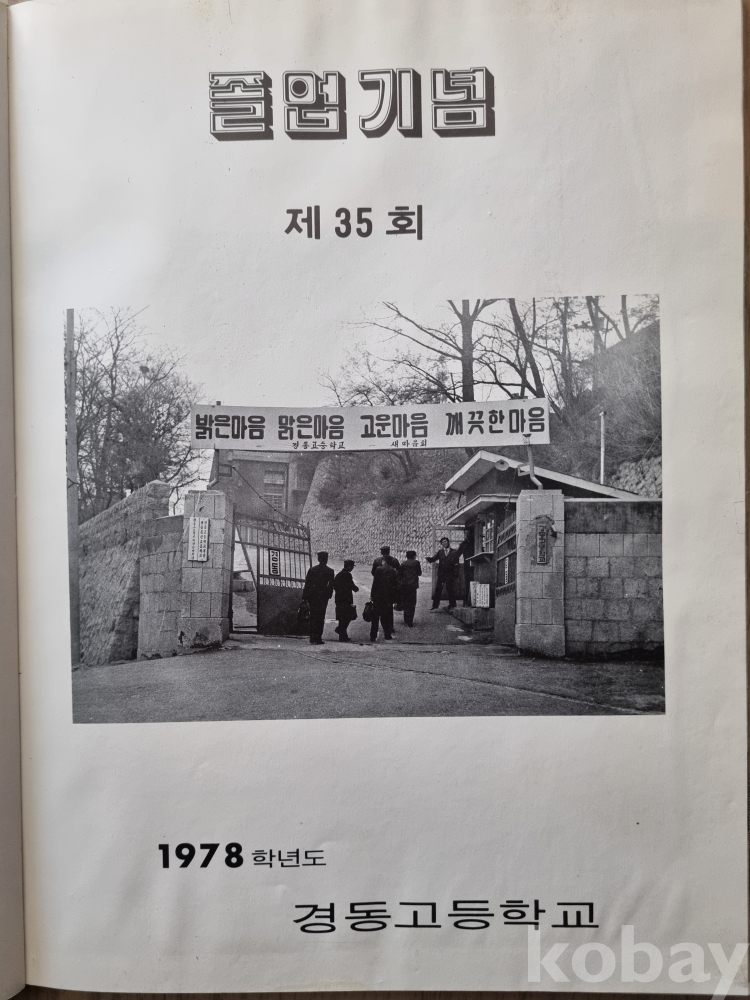 졸업기념
제 35 회
밝은마음 맑은마음 고운마음 깨끗한마음
경동고등학교 새마음회
경동
1978 학년도
경동고등학교
kobay